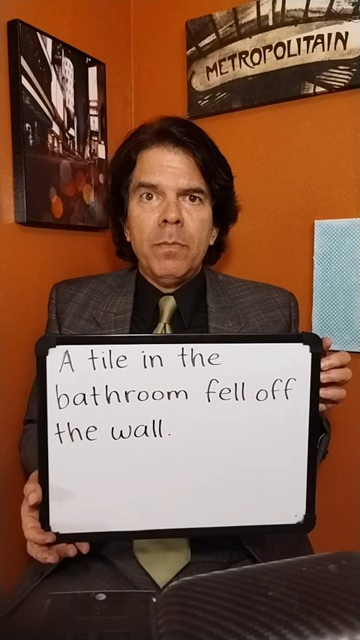 METROPOLITAIN
A tile in the
bathroom fell off
the wall.